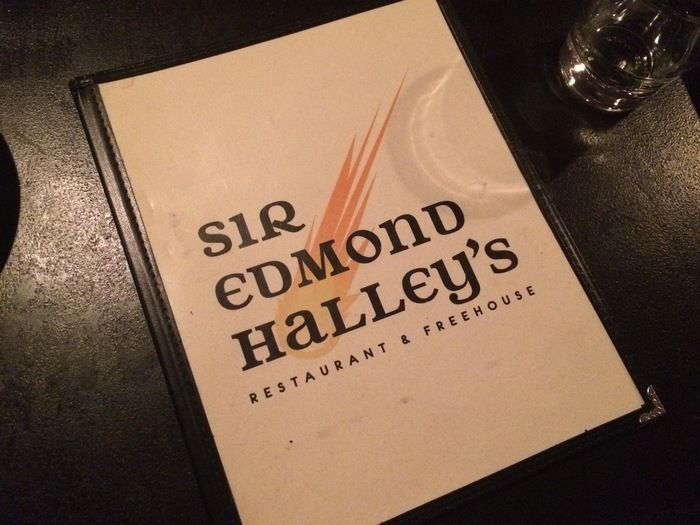 SIR
EDMOND
HaLLEY'S
RESTAURANT & FREEHOUSE